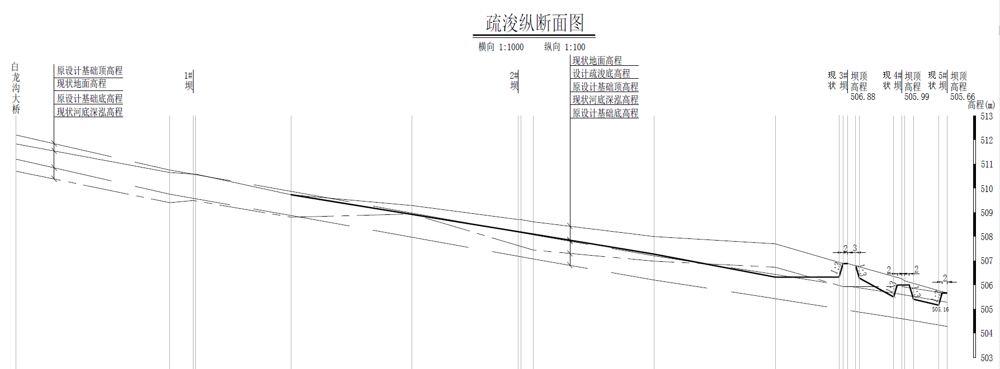 疏浚纵断面图
横向 1:1000 纵向 1:100
白龙沟大桥
原设计基础顶高程
现状地面高程
原设计基础底高程
现状河底深泓高程
1#坝
2#坝
现状地面高程
设计疏浚底高程
原设计基础顶高程
现状河底深泓高程
原设计基础底高程
现状 3#坝 坝顶高程 506.88
现状 4#坝 坝顶高程 505.99
现状 5#坝 坝顶高程 505.66
高程(m)
513
512
511
510
509
508
507
506
505
504
503
2
3
1:3
1:3
2
2
1:3
2
505.16